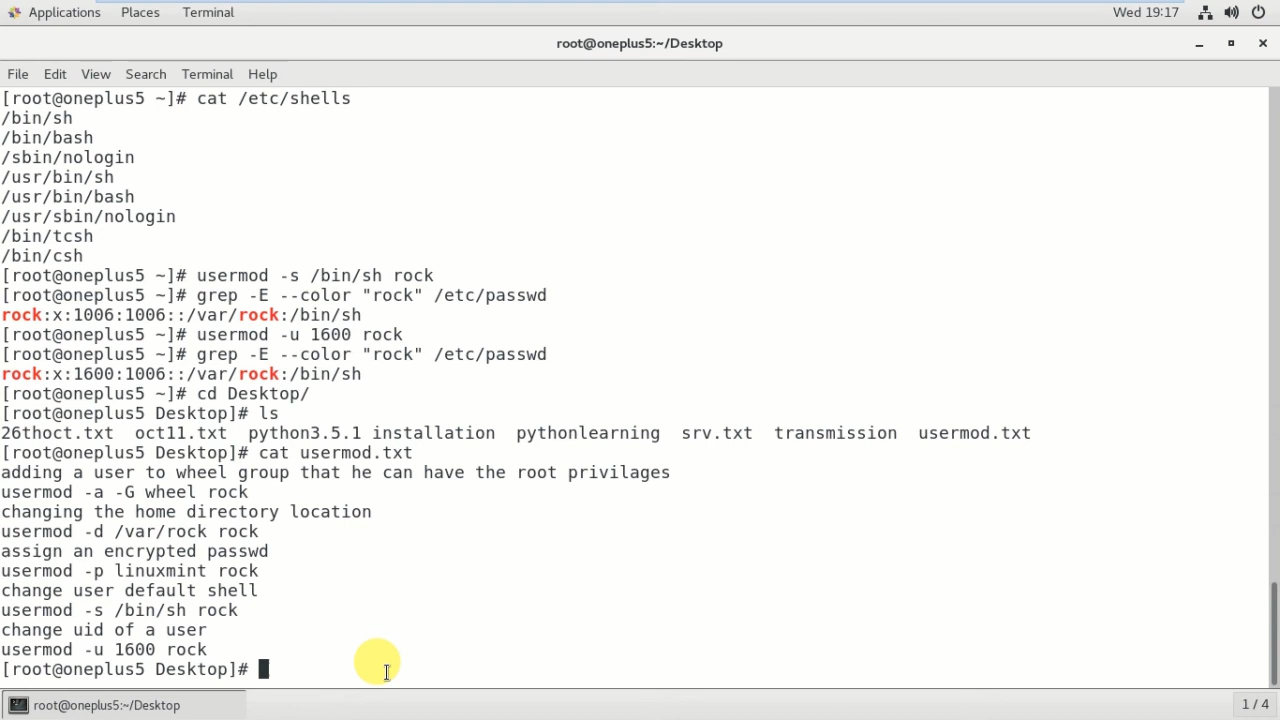 Applications Places Terminal Wed 19:17
root@oneplus5:~/Desktop
File Edit View Search Terminal Help
[root@oneplus5 ~]# cat /etc/shells
/bin/sh
/bin/bash
/sbin/nologin
/usr/bin/sh
/usr/bin/bash
/usr/sbin/nologin
/bin/tcsh
/bin/csh
[root@oneplus5 ~]# usermod -s /bin/sh rock
[root@oneplus5 ~]# grep -E --color "rock" /etc/passwd
rock:x:1006:1006::/var/rock:/bin/sh
[root@oneplus5 ~]# usermod -u 1600 rock
[root@oneplus5 ~]# grep -E --color "rock" /etc/passwd
rock:x:1600:1006::/var/rock:/bin/sh
[root@oneplus5 ~]# cd Desktop/
[root@oneplus5 Desktop]# ls
26thoct.txt oct11.txt python3.5.1 installation pythonlearning srv.txt transmission usermod.txt
[root@oneplus5 Desktop]# cat usermod.txt
adding a user to wheel group that he can have the root privilages
usermod -a -G wheel rock
changing the home directory location
usermod -d /var/rock rock
assign an encrypted passwd
usermod -p linuxmint rock
change user default shell
usermod -s /bin/sh rock
change uid of a user
usermod -u 1600 rock
[root@oneplus5 Desktop]#
root@oneplus5:~/Desktop 1 / 4